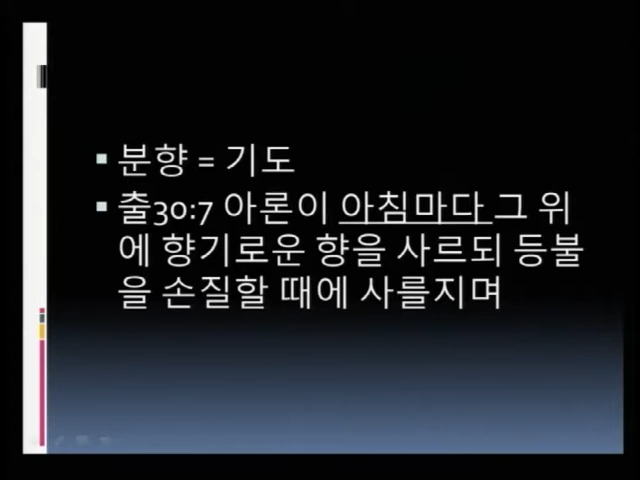 분향 = 기도
출30:7 아론이 아침마다 그 위
에 향기로운 향을 사르되 등불
을 손질할 때에 사를지며